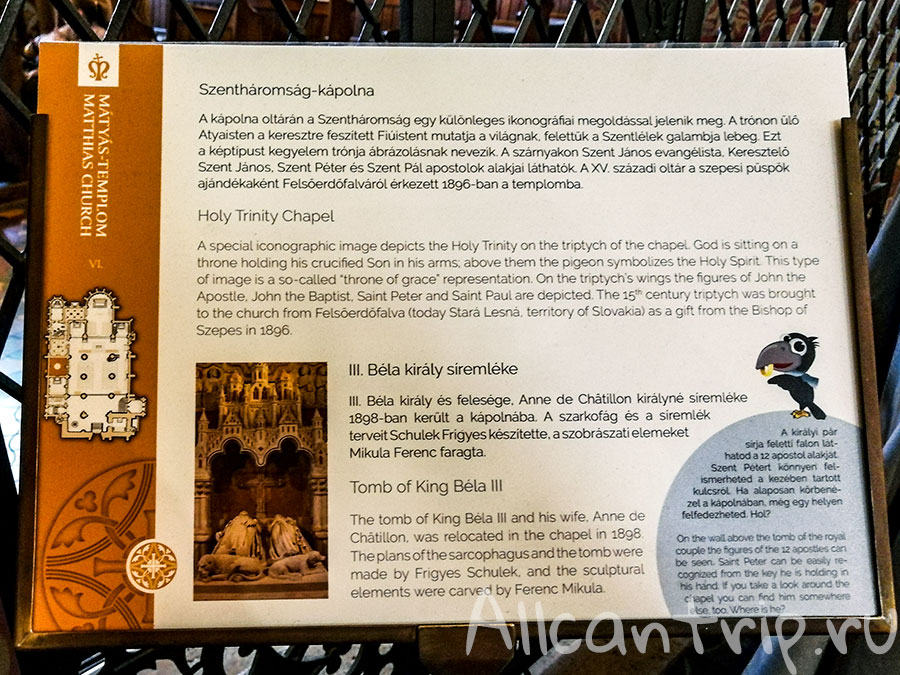 MÁTYÁS-TEMPLOM
MATTHIAS CHURCH
VI.
Szentháromság-kápolna
A kápolna oltárán a Szentháromság egy különleges ikonográfiai megoldással jelenik meg. A trónon ülő
Atyaisten a keresztre feszített Fiúistent mutatja a világnak, felettük a Szentlélek galambja lebeg. Ezt
a képtípust kegyelem trónja ábrázolásnak nevezik. A szárnyakon Szent János evangélista, Keresztelő
Szent János, Szent Péter és Szent Pál apostolok alakjai láthatók. A XV. századi oltár a szepesi püspök
ajándékaként Felsőerdőfalváról érkezett 1896-ban a templomba.
Holy Trinity Chapel
A special iconographic image depicts the Holy Trinity on the triptych of the chapel. God is sitting on a
throne holding his crucified Son in his arms; above them the pigeon symbolizes the Holy Spirit. This type
of image is a so-called "throne of grace" representation. On the triptych's wings the figures of John the
Apostle, John the Baptist, Saint Peter and Saint Paul are depicted. The 15th century triptych was brought
to the church from Felsőerdőfalva (today Stará Lesná, territory of Slovakia) as a gift from the Bishop of
Szepes in 1896.
III. Béla király síremléke
III. Béla király és felesége, Anne de Châtillon királyné síremléke
1898-ban került a kápolnába. A szarkofág és a síremlék
terveit Schulek Frigyes készítette, a szobrászati elemeket
Mikula Ferenc faragta.
Tomb of King Béla III
The tomb of King Béla III and his wife, Anne de
Châtillon, was relocated in the chapel in 1898.
The plans of the sarcophagus and the tomb were
made by Frigyes Schulek, and the sculptural
elements were carved by Ferenc Mikula.
A királyi pár
sírja feletti falon lát-
hatod a 12 apostol alakját.
Szent Pétert könnyen fel-
ismerheted a kezében tartott
kulcsról. Ha alaposan körbené-
zel a kápolnában, még egy helyen
felfedezheted. Hol?
On the wall above the tomb of the royal
couple the figures of the 12 apostles can
be seen. Saint Peter can be easily re-
cognized from the key he is holding in
his hand. If you take a look around the
chapel you can find him somewhere
else, too. Where is he?
Allcantrip.ru